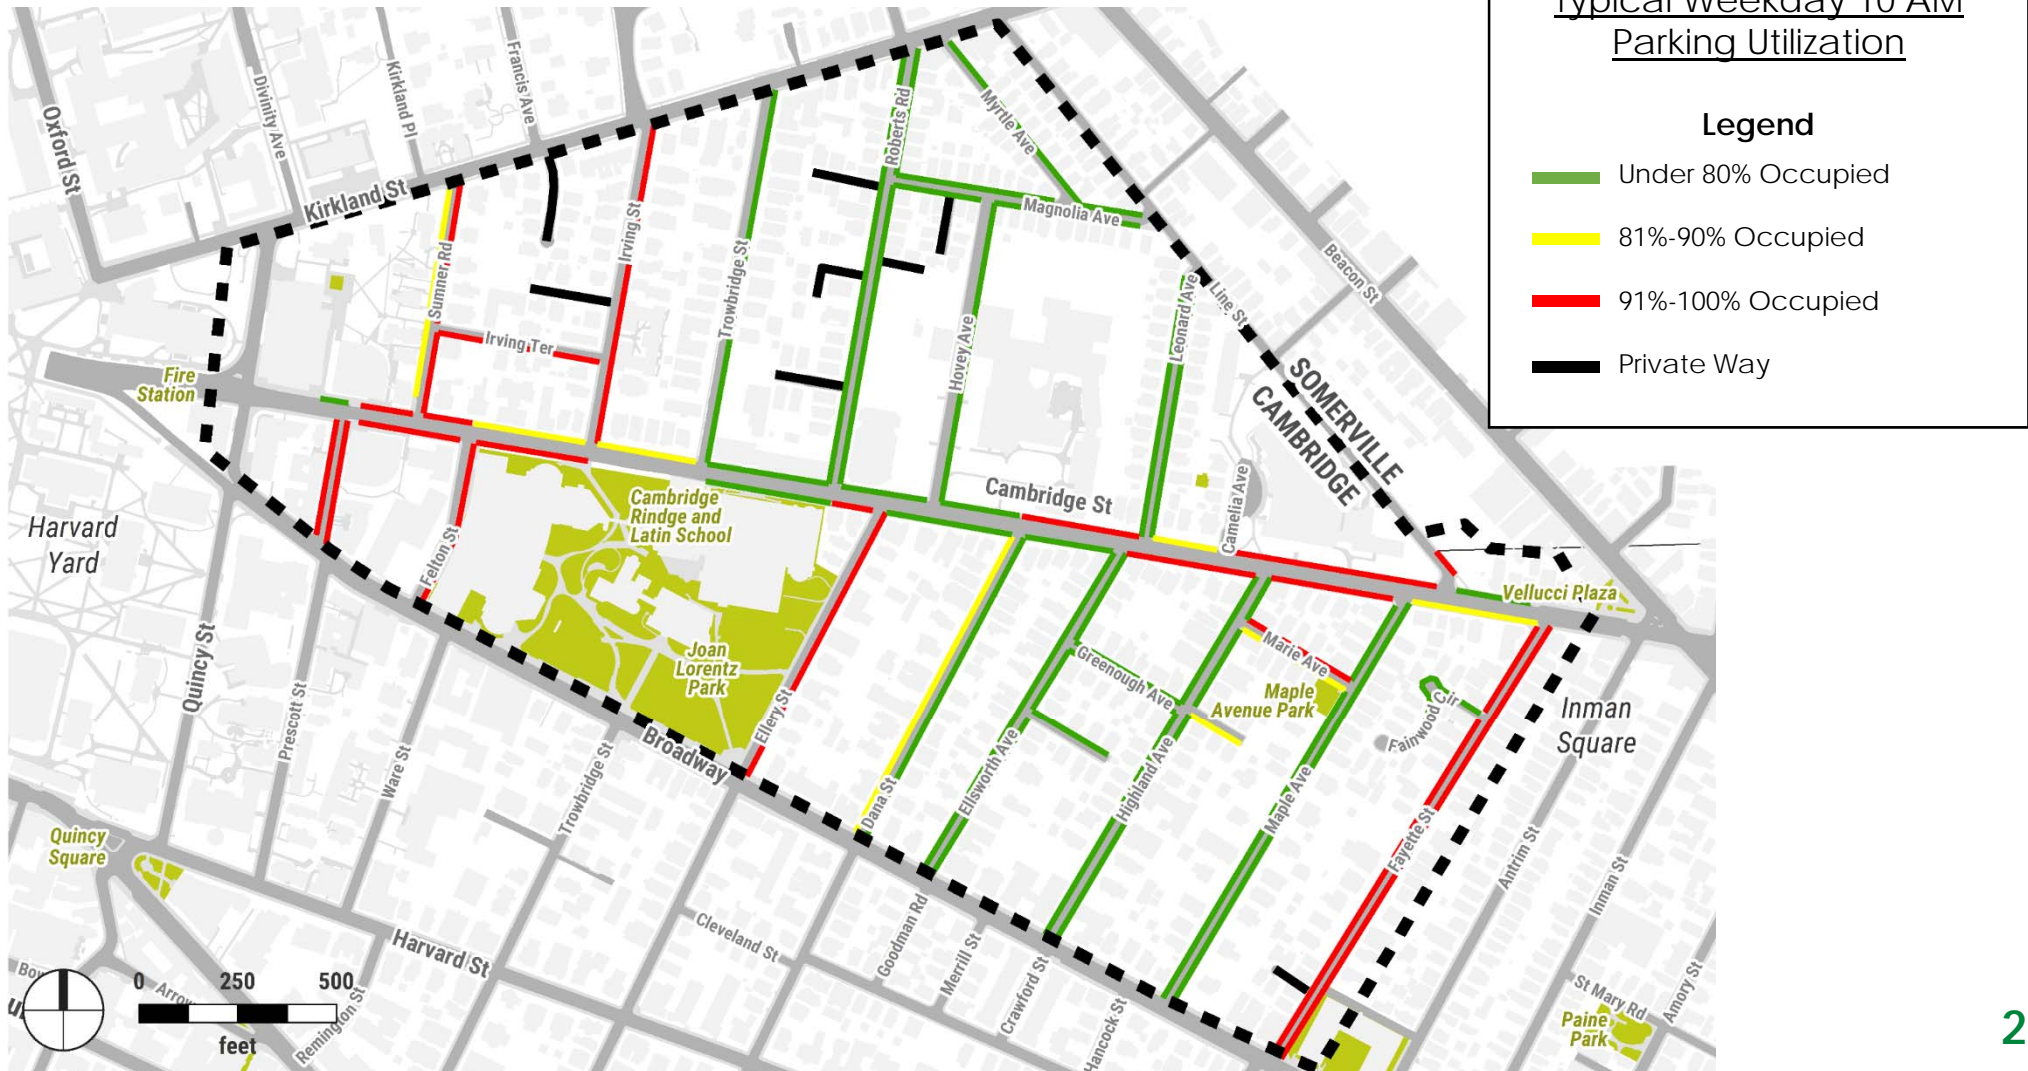 Typical Weekday 10 AM
Parking Utilization
Legend
Under 80% Occupied
81%-90% Occupied
91%-100% Occupied
Private Way
Oxford St
Divinity Ave
Kirkland Pl
Francis Ave
Kirkland St
Sumner Rd
Irving Ter
Irving St
Trowbridge St
Roberts Rd
Myrtle Ave
Magnolia Ave
Hovey Ave
Leonard Ave
Line St
Beacon St
SOMERVILLE
CAMBRIDGE
Camelia Ave
Cambridge St
Fire
Station
Harvard
Yard
Quincy St
Prescott St
Ware St
Felton St
Cambridge
Rindge and
Latin School
Joan
Lorentz
Park
Ellery St
Broadway
Trowbridge St
Dana St
Ellsworth Ave
Greenough Ave
Highland Ave
Marie Ave
Maple
Avenue Park
Maple Ave
Fairwood Cir
Fayette St
Vellucci Plaza
Inman
Square
Antrim St
Inman St
Amory St
St Mary Rd
Paine
Park
Quincy
Square
Harvard St
Cleveland St
Goodman Rd
Merrill St
Crawford St
Hancock St
Remington St
Bow
Arrow
0 250 500
feet
2